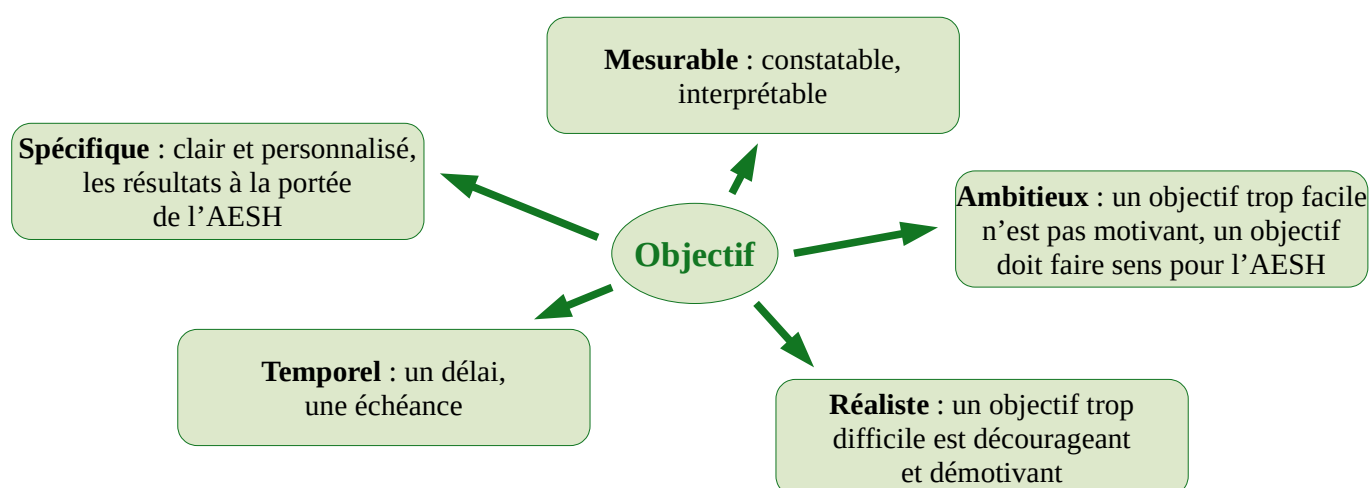 Mesurable : constatable,
interprétable
Spécifique : clair et personnalisé,
les résultats à la portée
de l’AESH
Ambitieux : un objectif trop facile
n’est pas motivant, un objectif
doit faire sens pour l’AESH
Objectif
Temporel : un délai,
une échéance
Réaliste : un objectif trop
difficile est décourageant
et démotivant